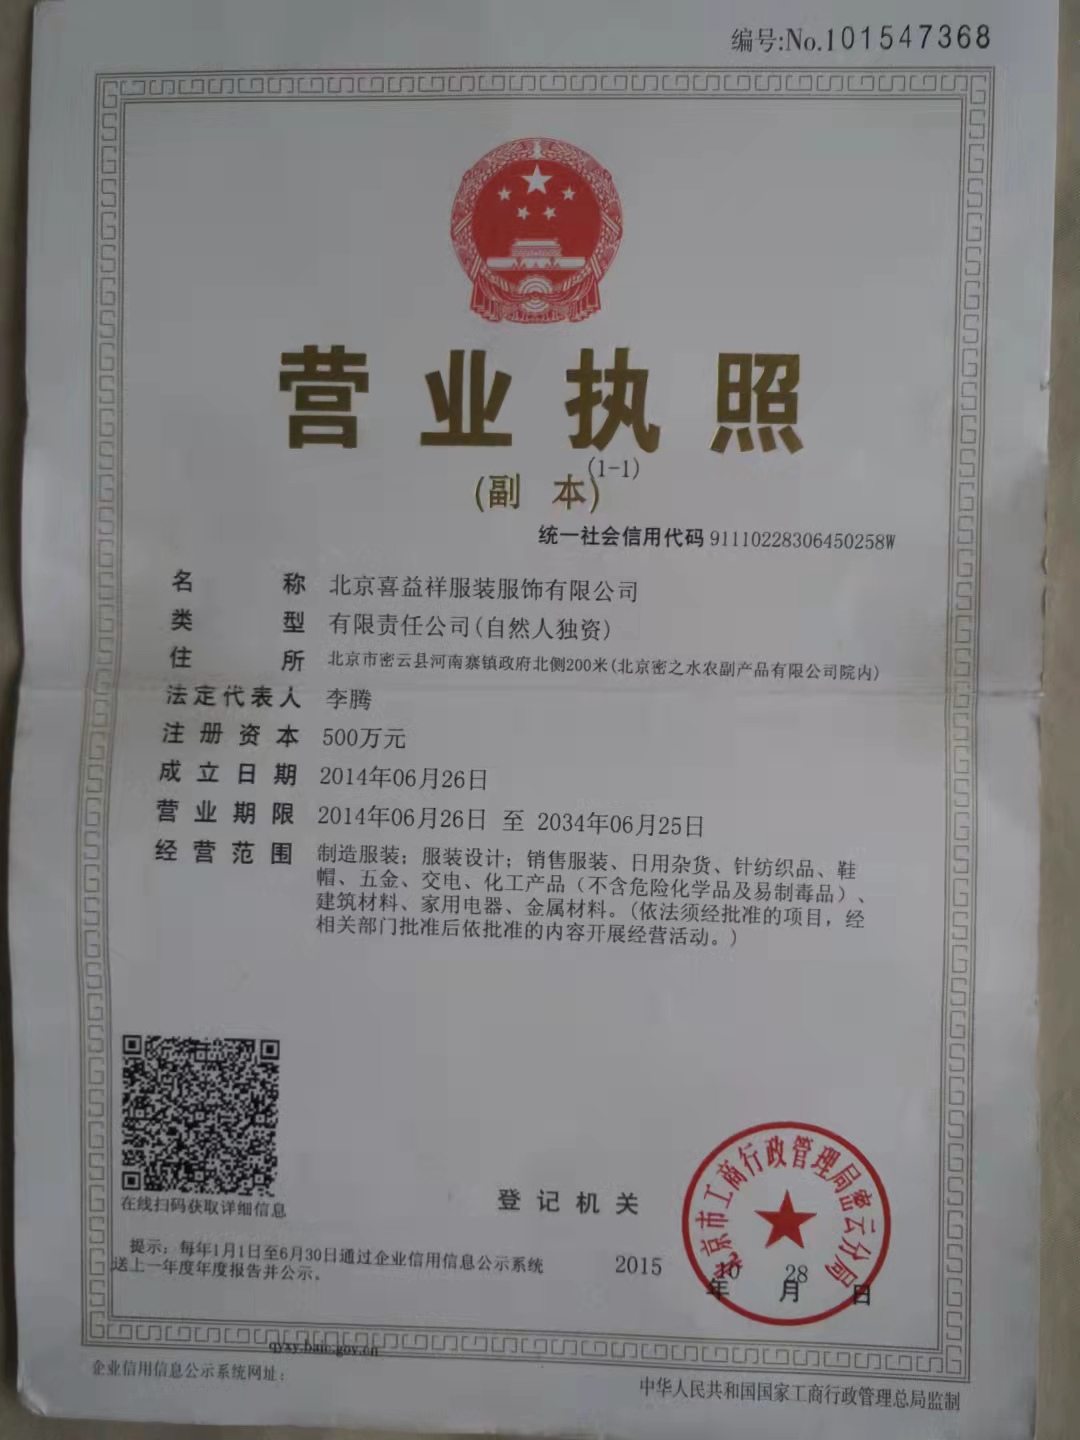 编号:No.101547368
营业执照
(副本)
(1-1)
统一社会信用代码 91110228306450258W
名称 北京喜益祥服装服饰有限公司
类型 有限责任公司(自然人独资)
住所 北京市密云县河南寨镇政府北侧200米(北京密之水农副产品有限公司院内)
法定代表人 李腾
注册资本 500万元
成立日期 2014年06月26日
营业期限 2014年06月26日 至 2034年06月25日
经营范围 制造服装；服装设计；销售服装、日用杂货、针纺织品、鞋
帽、五金、交电、化工产品（不含危险化学品及易制毒品）、
建筑材料、家用电器、金属材料。(依法须经批准的项目，经
相关部门批准后依批准的内容开展经营活动。)
在线扫码获取详细信息
登记机关
北京市工商行政管理局密云分局
提示：每年1月1日至6月30日通过企业信用信息公示系统
送上一年度年度报告并公示。
2015年10月28日
qyxy.baic.gov.cn
企业信用信息公示系统网址：
中华人民共和国国家工商行政管理总局监制